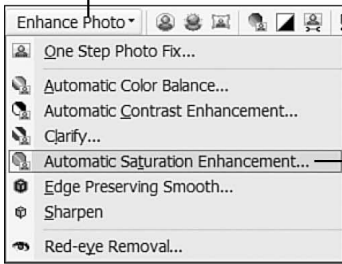 Enhance Photo
One Step Photo Fix...
Automatic Color Balance...
Automatic Contrast Enhancement...
Clarify...
Automatic Saturation Enhancement...
Edge Preserving Smooth...
Sharpen
Red-eye Removal...